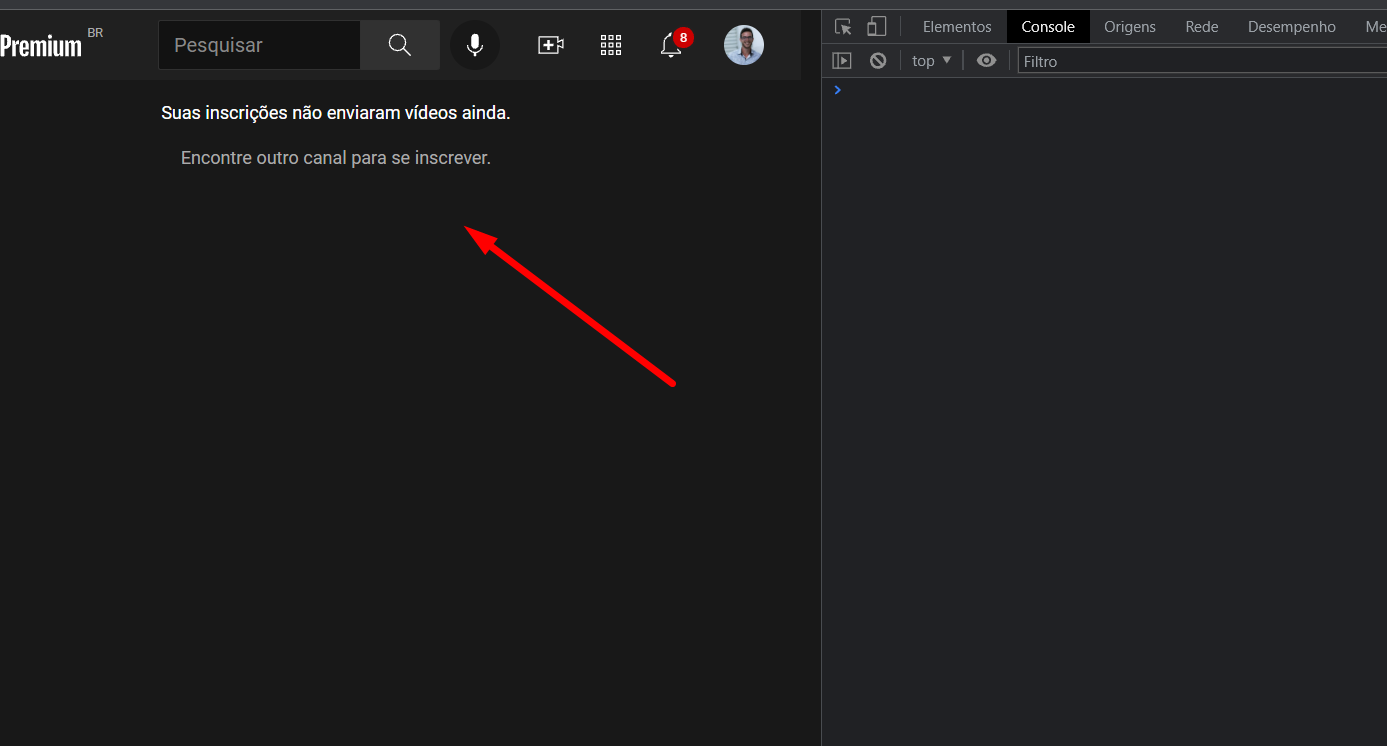 Premium BR
Pesquisar
8
Suas inscrições não enviaram vídeos ainda.
Encontre outro canal para se inscrever.
Elementos Console Origens Rede Desempenho Me
top
Filtro